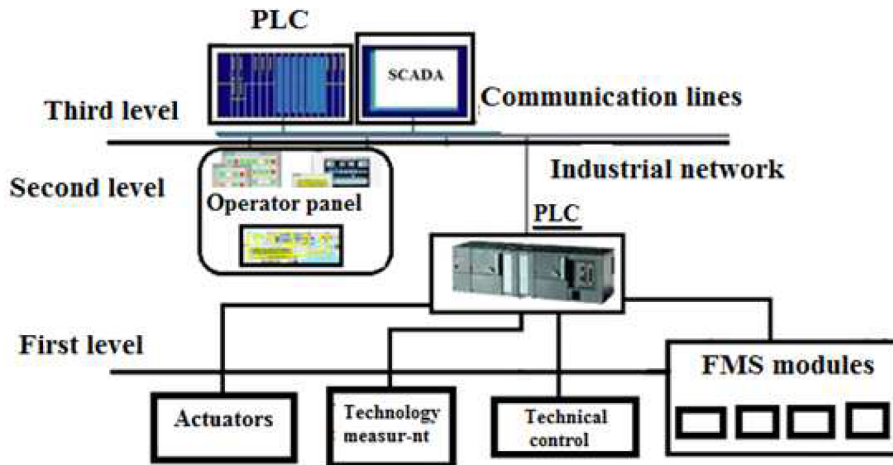 PLC
SCADA
Third level
Communication lines
Industrial network
Second level
Operator panel
PLC
First level
FMS modules
Actuators
Technology
measur-nt
Technical
control